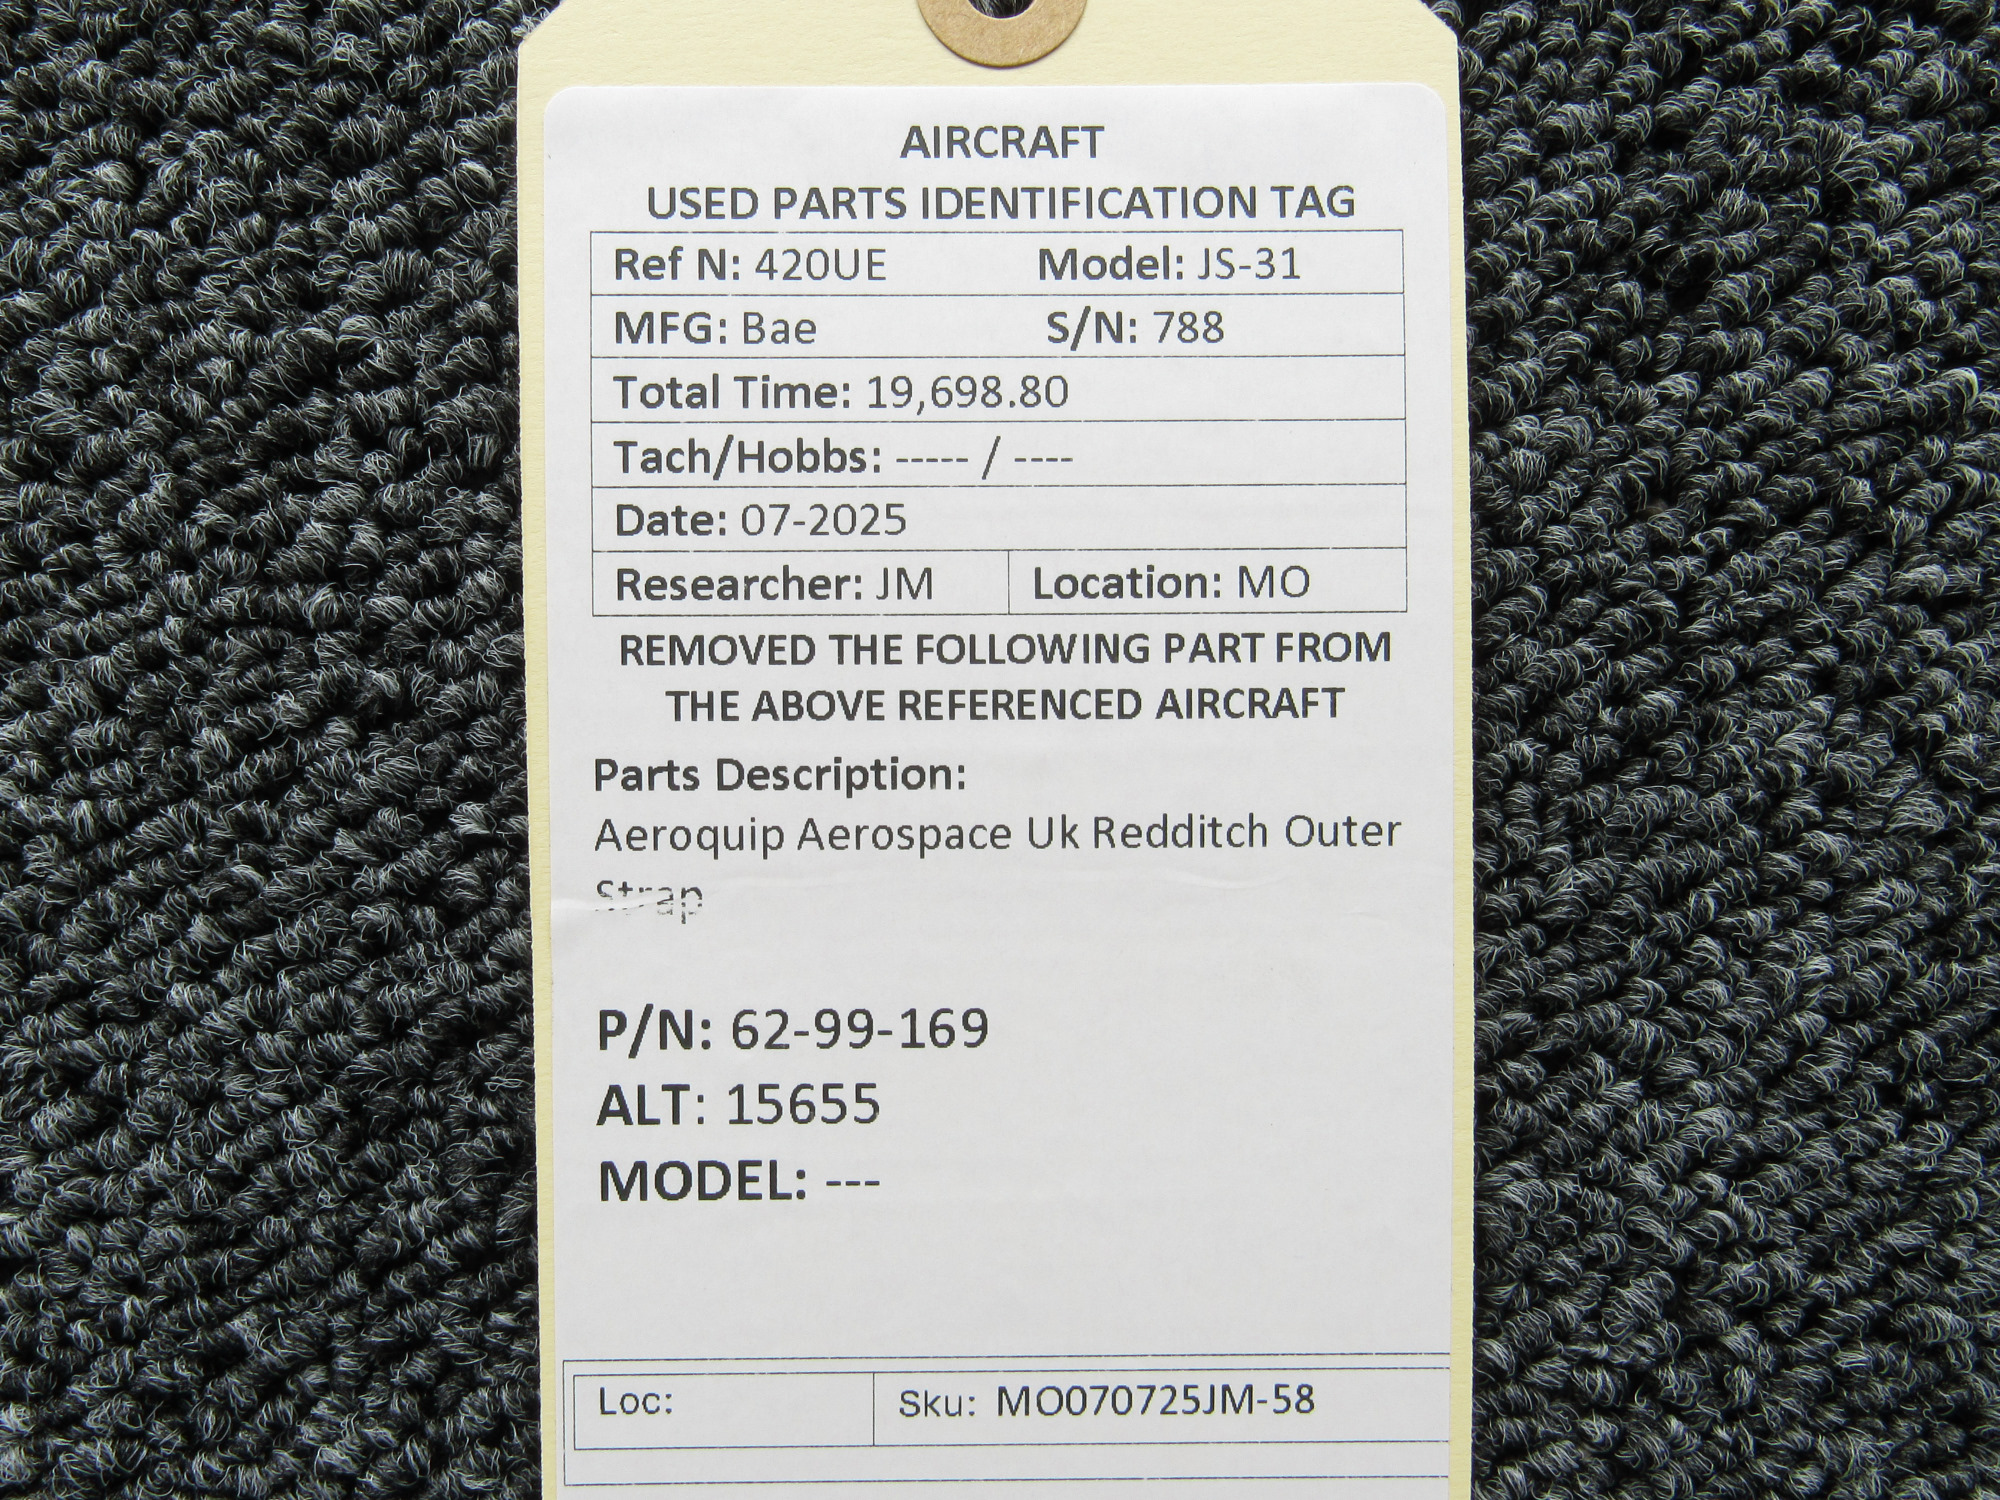 AIRCRAFT
USED PARTS IDENTIFICATION TAG
Ref N: 420UE Model: JS-31
MFG: Bae S/N: 788
Total Time: 19,698.80
Tach/Hobbs: ----- / ----
Date: 07-2025
Researcher: JM Location: MO
REMOVED THE FOLLOWING PART FROM
THE ABOVE REFERENCED AIRCRAFT
Parts Description:
Aeroquip Aerospace Uk Redditch Outer
Strap
P/N: 62-99-169
ALT: 15655
MODEL: ---
Loc: Sku: MO070725JM-58